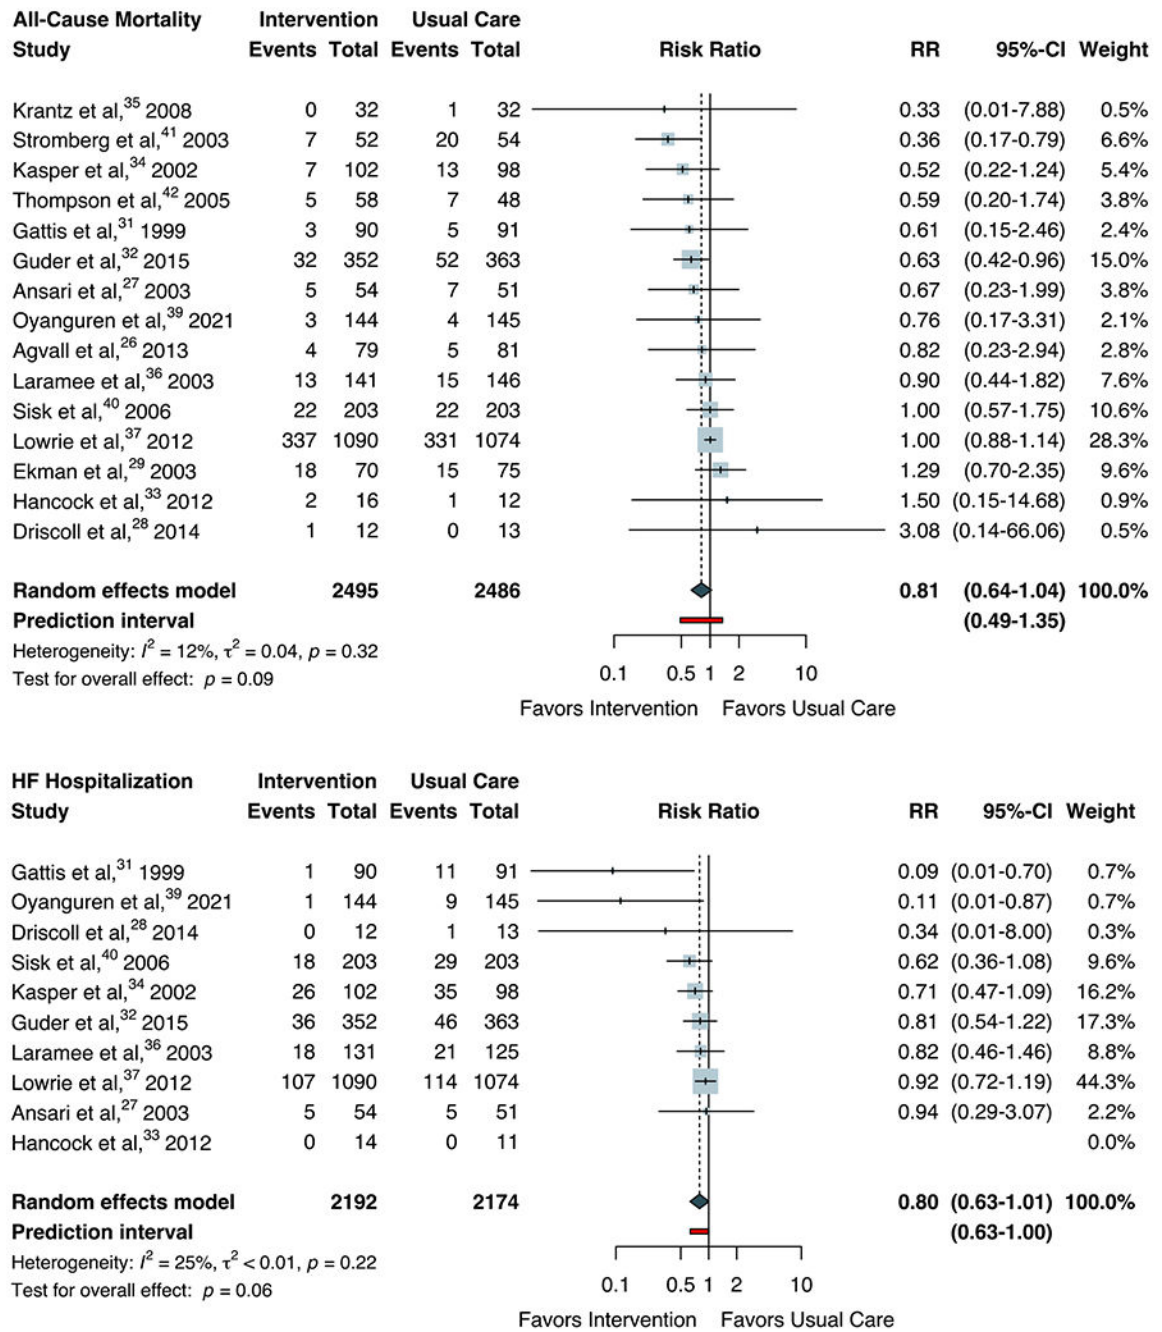 All-Cause Mortality Intervention Usual Care
Study Events Total Events Total Risk Ratio RR 95%-CI Weight
Krantz et al,35 2008 0 32 1 32 0.33 (0.01-7.88) 0.5%
Stromberg et al,41 2003 7 52 20 54 0.36 (0.17-0.79) 6.6%
Kasper et al,34 2002 7 102 13 98 0.52 (0.22-1.24) 5.4%
Thompson et al,42 2005 5 58 7 48 0.59 (0.20-1.74) 3.8%
Gattis et al,31 1999 3 90 5 91 0.61 (0.15-2.46) 2.4%
Guder et al,32 2015 32 352 52 363 0.63 (0.42-0.96) 15.0%
Ansari et al,27 2003 5 54 7 51 0.67 (0.23-1.99) 3.8%
Oyanguren et al,39 2021 3 144 4 145 0.76 (0.17-3.31) 2.1%
Agvall et al,26 2013 4 79 5 81 0.82 (0.23-2.94) 2.8%
Laramee et al,36 2003 13 141 15 146 0.90 (0.44-1.82) 7.6%
Sisk et al,40 2006 22 203 22 203 1.00 (0.57-1.75) 10.6%
Lowrie et al,37 2012 337 1090 331 1074 1.00 (0.88-1.14) 28.3%
Ekman et al,29 2003 18 70 15 75 1.29 (0.70-2.35) 9.6%
Hancock et al,33 2012 2 16 1 12 1.50 (0.15-14.68) 0.9%
Driscoll et al,28 2014 1 12 0 13 3.08 (0.14-66.06) 0.5%
Random effects model 2495 2486 0.81 (0.64-1.04) 100.0%
Prediction interval (0.49-1.35)
Heterogeneity: I2 = 12%, τ2 = 0.04, p = 0.32
Test for overall effect: p = 0.09
0.1 0.5 1 2 10
Favors Intervention Favors Usual Care
HF Hospitalization Intervention Usual Care
Study Events Total Events Total Risk Ratio RR 95%-CI Weight
Gattis et al,31 1999 1 90 11 91 0.09 (0.01-0.70) 0.7%
Oyanguren et al,39 2021 1 144 9 145 0.11 (0.01-0.87) 0.7%
Driscoll et al,28 2014 0 12 1 13 0.34 (0.01-8.00) 0.3%
Sisk et al,40 2006 18 203 29 203 0.62 (0.36-1.08) 9.6%
Kasper et al,34 2002 26 102 35 98 0.71 (0.47-1.09) 16.2%
Guder et al,32 2015 36 352 46 363 0.81 (0.54-1.22) 17.3%
Laramee et al,36 2003 18 131 21 125 0.82 (0.46-1.46) 8.8%
Lowrie et al,37 2012 107 1090 114 1074 0.92 (0.72-1.19) 44.3%
Ansari et al,27 2003 5 54 5 51 0.94 (0.29-3.07) 2.2%
Hancock et al,33 2012 0 14 0 11 0.0%
Random effects model 2192 2174 0.80 (0.63-1.01) 100.0%
Prediction interval (0.63-1.00)
Heterogeneity: I2 = 25%, τ2 < 0.01, p = 0.22
Test for overall effect: p = 0.06
0.1 0.5 1 2 10
Favors Intervention Favors Usual Care